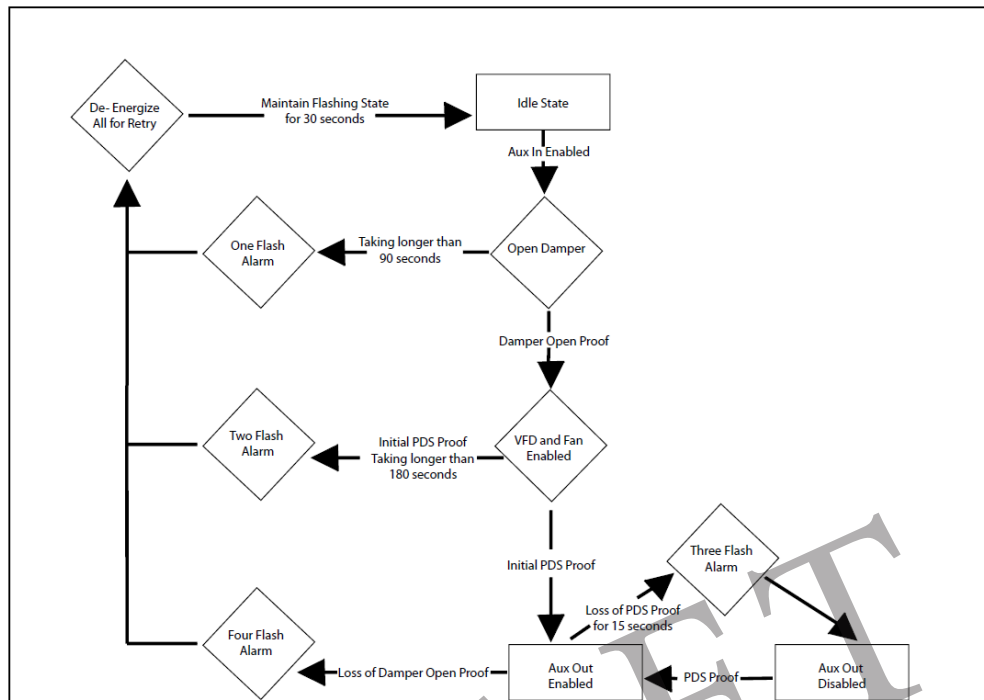 De- Energize
All for Retry
Maintain Flashing State
for 30 seconds
Idle State
Aux In Enabled
One Flash
Alarm
Taking longer than
90 seconds
Open Damper
Damper Open Proof
Two Flash
Alarm
Initial PDS Proof
Taking longer than
180 seconds
VFD and Fan
Enabled
Initial PDS Proof
Three Flash
Alarm
Loss of PDS Proof
for 15 seconds
Four Flash
Alarm
Loss of Damper Open Proof
Aux Out
Enabled
PDS Proof
Aux Out
Disabled